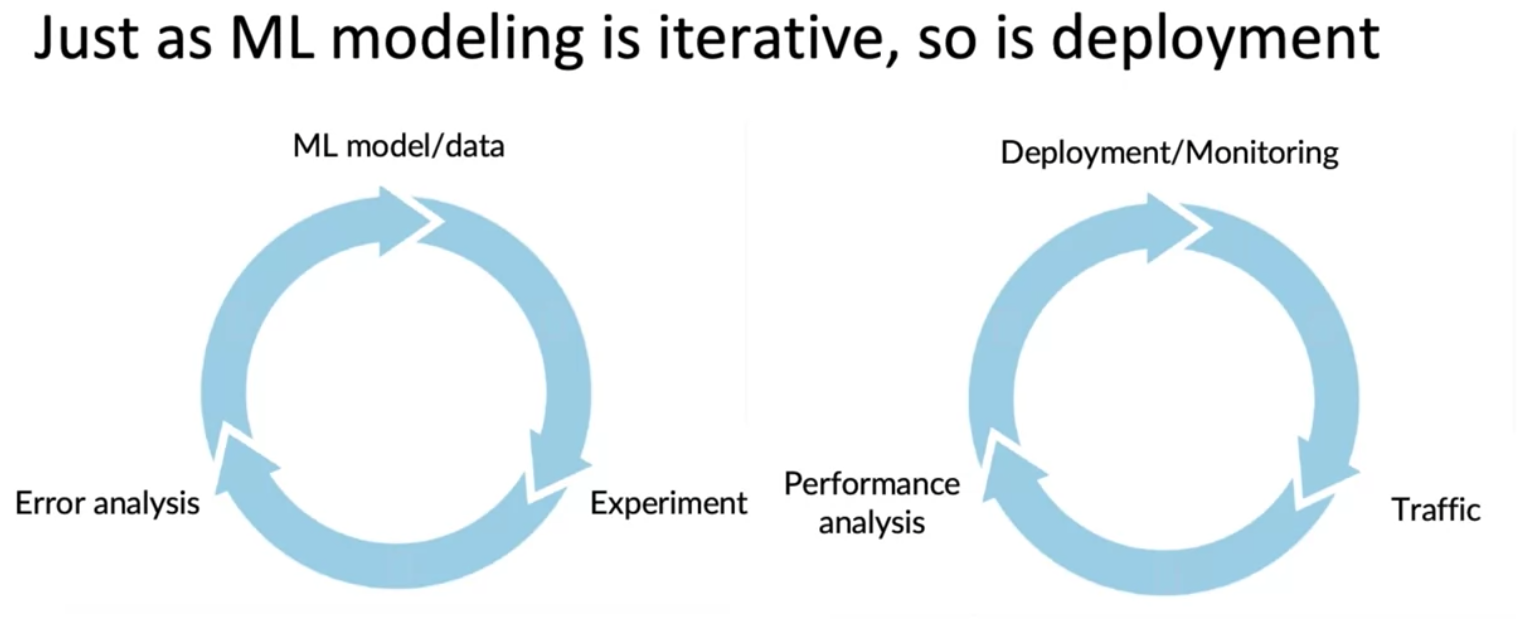 Just as ML modeling is iterative, so is deployment
ML model/data
Experiment
Error analysis
Deployment/Monitoring
Traffic
Performance
analysis